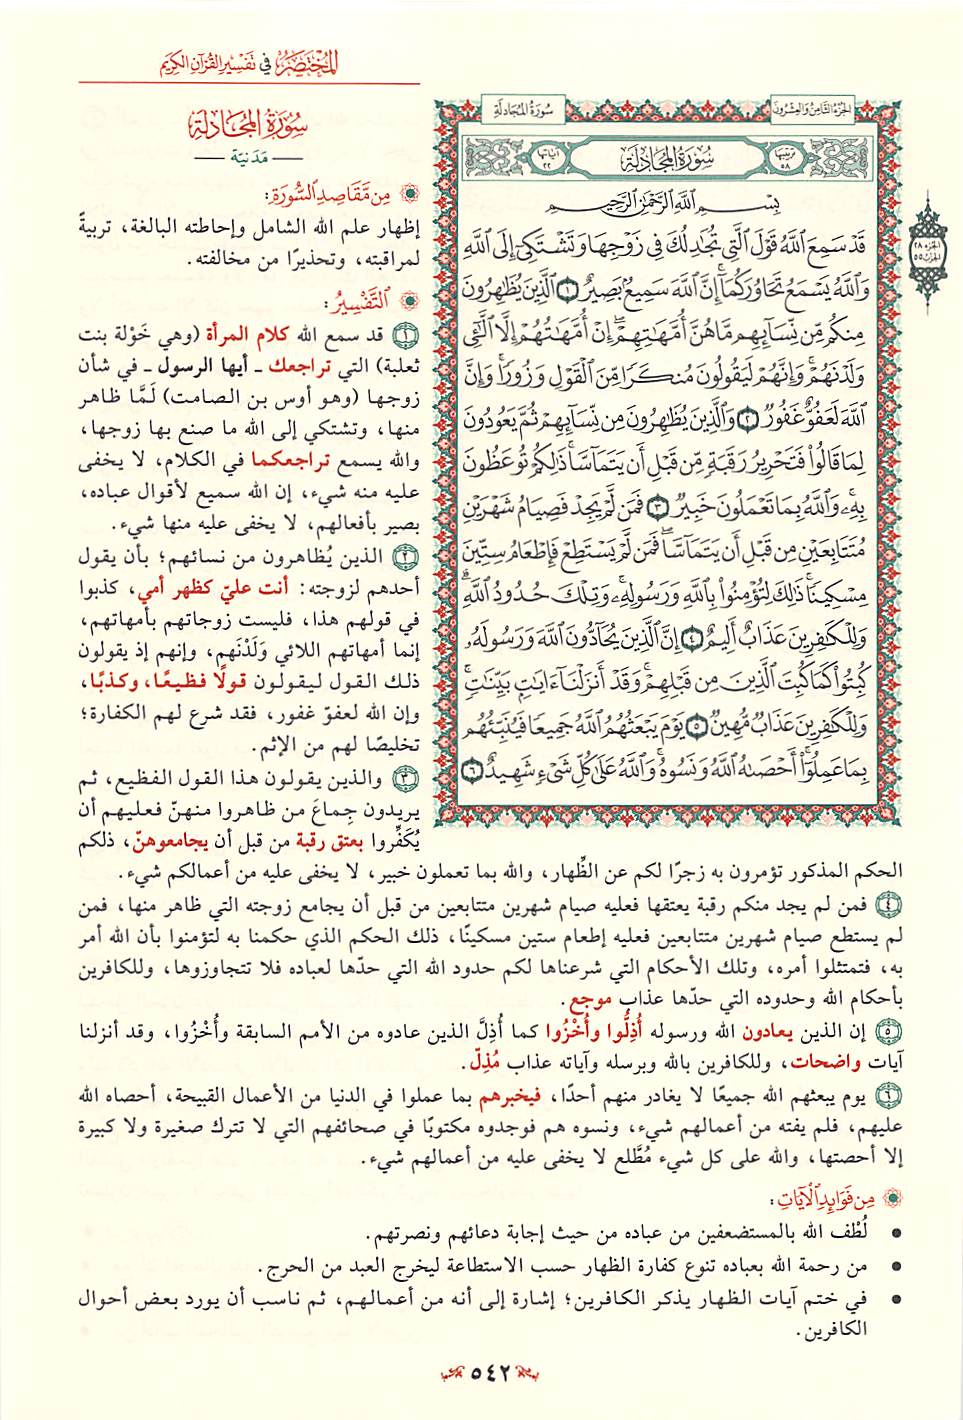 المختصر في تفسير القرآن الكريم
الجزء الثامن والعشرون
سورة المجادلة
ترتيبها ٥٨
سورة المجادلة
آياتها ٢٢
بِسْمِ ٱللَّهِ ٱلرَّحْمَٰنِ ٱلرَّحِيمِ
قَدْ سَمِعَ ٱللَّهُ قَوْلَ ٱلَّتِي تُجَٰدِلُكَ فِي زَوْجِهَا وَتَشْتَكِيٓ إِلَى ٱللَّهِ
وَٱللَّهُ يَسْمَعُ تَحَاوُرَكُمَآۚ إِنَّ ٱللَّهَ سَمِيعُۢ بَصِيرٌ ١ ٱلَّذِينَ يُظَٰهِرُونَ
مِنكُم مِّن نِّسَآئِهِم مَّا هُنَّ أُمَّهَٰتِهِمْۖ إِنْ أُمَّهَٰتُهُمْ إِلَّا ٱلَّٰٓـِٔي
وَلَدْنَهُمْۚ وَإِنَّهُمْ لَيَقُولُونَ مُنكَرًا مِّنَ ٱلْقَوْلِ وَزُورًاۚ وَإِنَّ
ٱللَّهَ لَعَفُوٌّ غَفُورٌ ٢ وَٱلَّذِينَ يُظَٰهِرُونَ مِن نِّسَآئِهِمْ ثُمَّ يَعُودُونَ
لِمَا قَالُوا۟ فَتَحْرِيرُ رَقَبَةٍ مِّن قَبْلِ أَن يَتَمَآسَّاۚ ذَٰلِكُمْ تُوعَظُونَ
بِهِۦۚ وَٱللَّهُ بِمَا تَعْمَلُونَ خَبِيرٌ ٣ فَمَن لَّمْ يَجِدْ فَصِيَامُ شَهْرَيْنِ
مُتَتَابِعَيْنِ مِن قَبْلِ أَن يَتَمَآسَّاۖ فَمَن لَّمْ يَسْتَطِعْ فَإِطْعَامُ سِتِّينَ
مِسْكِينًاۚ ذَٰلِكَ لِتُؤْمِنُوا۟ بِٱللَّهِ وَرَسُولِهِۦۚ وَتِلْكَ حُدُودُ ٱللَّهِۗ
وَلِلْكَٰفِرِينَ عَذَابٌ أَلِيمٌ ٤ إِنَّ ٱلَّذِينَ يُحَآدُّونَ ٱللَّهَ وَرَسُولَهُۥ
كُبِتُوا۟ كَمَا كُبِتَ ٱلَّذِينَ مِن قَبْلِهِمْۚ وَقَدْ أَنزَلْنَآ ءَايَٰتٍۭ بَيِّنَٰتٍۚ
وَلِلْكَٰفِرِينَ عَذَابٌ مُّهِينٌ ٥ يَوْمَ يَبْعَثُهُمُ ٱللَّهُ جَمِيعًا فَيُنَبِّئُهُم
بِمَا عَمِلُوٓا۟ۚ أَحْصَىٰهُ ٱللَّهُ وَنَسُوهُۚ وَٱللَّهُ عَلَىٰ كُلِّ شَيْءٍ شَهِيدٌ ٦
الجزء ٢٨
الحزب ٥٥
سورة المجادلة
— مدنيّة —
من مقاصد السورة:
إظهار علم الله الشامل وإحاطته البالغة، تربيةً
لمراقبته، وتحذيرًا من مخالفته.
التفسير:
١ قد سمع الله كلام المرأة (وهي خَوْلة بنت
ثعلبة) التي تراجعك ـ أيها الرسول ـ في شأن
زوجها (وهو أوس بن الصامت) لَمَّا ظاهر
منها، وتشتكي إلى الله ما صنع بها زوجها،
والله يسمع تراجعكما في الكلام، لا يخفى
عليه منه شيء، إن الله سميع لأقوال عباده،
بصير بأفعالهم، لا يخفى عليه منها شيء.
٢ الذين يُظاهرون من نسائهم؛ بأن يقول
أحدهم لزوجته: أنت عليّ كظهر أمي، كذبوا
في قولهم هذا، فليست زوجاتهم بأمهاتهم،
إنما أمهاتهم اللائي وَلَدْنَهم، وإنهم إذ يقولون
ذلك القول ليقولون قولًا فظيعًا، وكذبًا،
وإن الله لعفوّ غفور، فقد شرع لهم الكفارة؛
تخليصًا لهم من الإثم.
٣ والذين يقولون هذا القول الفظيع، ثم
يريدون جِماعَ من ظاهروا منهنّ فعليهم أن
يُكَفِّروا بعتق رقبة من قبل أن يجامعوهنّ، ذلكم
الحكم المذكور تؤمرون به زجرًا لكم عن الظِّهار، والله بما تعملون خبير، لا يخفى عليه من أعمالكم شيء.
٤ فمن لم يجد منكم رقبة يعتقها فعليه صيام شهرين متتابعين من قبل أن يجامع زوجته التي ظاهر منها، فمن
لم يستطع صيام شهرين متتابعين فعليه إطعام ستين مسكينًا، ذلك الحكم الذي حكمنا به لتؤمنوا بأن الله أمر
به، فتمتثلوا أمره، وتلك الأحكام التي شرعناها لكم حدود الله التي حدّها لعباده فلا تتجاوزوها، وللكافرين
بأحكام الله وحدوده التي حدّها عذاب موجع.
٥ إن الذين يعادون الله ورسوله أُذِلُّوا وأُخْزُوا كما أُذِلَّ الذين عادوه من الأمم السابقة وأُخْزُوا، وقد أنزلنا
آيات واضحات، وللكافرين بالله وبرسله وآياته عذاب مُذِلّ.
٦ يوم يبعثهم الله جميعًا لا يغادر منهم أحدًا، فيخبرهم بما عملوا في الدنيا من الأعمال القبيحة، أحصاه الله
عليهم، فلم يفته من أعمالهم شيء، ونسوه هم فوجدوه مكتوبًا في صحائفهم التي لا تترك صغيرة ولا كبيرة
إلا أحصتها، والله على كل شيء مُطَّلع لا يخفى عليه من أعمالهم شيء.
من فوائد الآيات:
• لُطْف الله بالمستضعفين من عباده من حيث إجابة دعائهم ونصرتهم.
• من رحمة الله بعباده تنوع كفارة الظهار حسب الاستطاعة ليخرج العبد من الحرج.
• في ختم آيات الظهار بذكر الكافرين؛ إشارة إلى أنه من أعمالهم، ثم ناسب أن يورد بعض أحوال
الكافرين.
٥٤٢